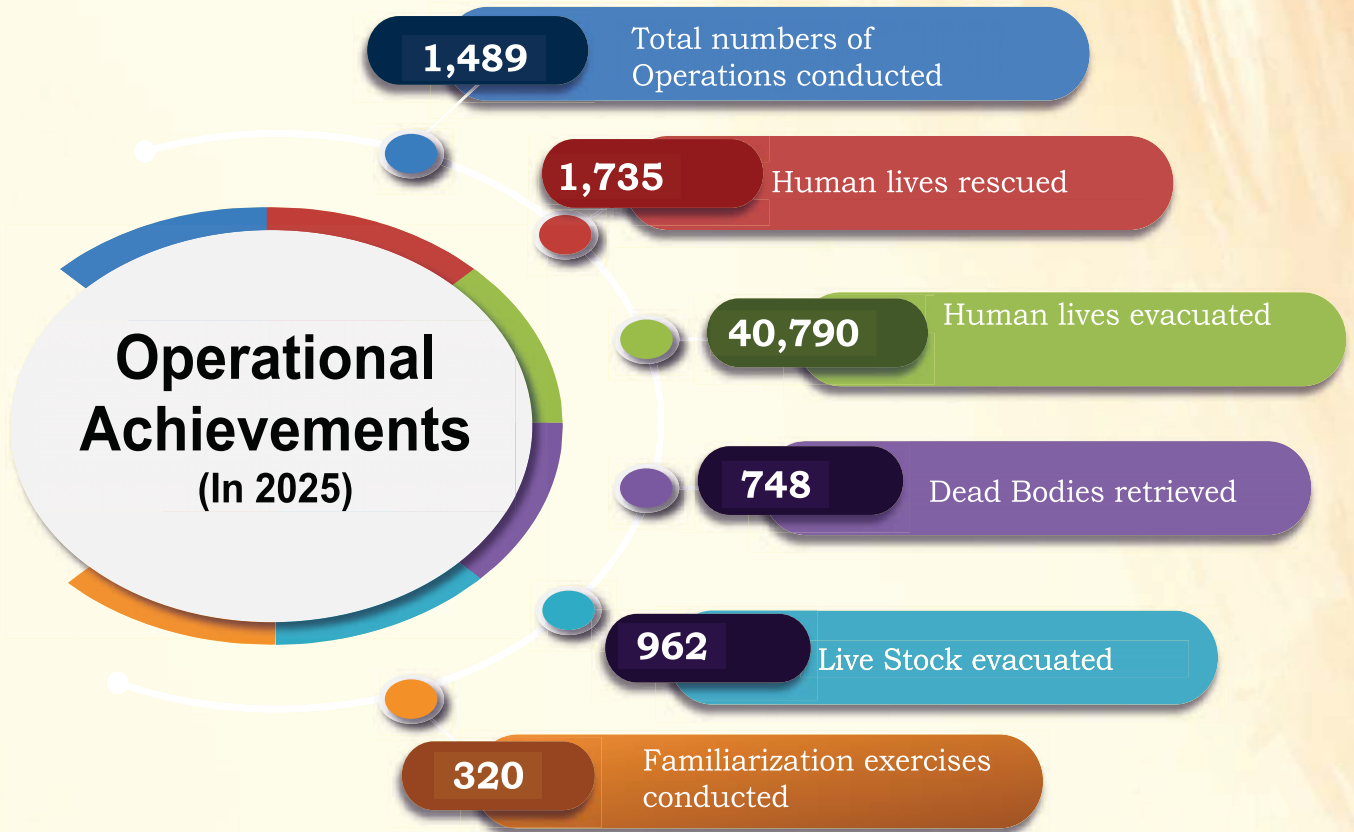 1,489
Total numbers of
Operations conducted
1,735
Human lives rescued
40,790
Human lives evacuated
Operational
Achievements
(In 2025)
748
Dead Bodies retrieved
962
Live Stock evacuated
320
Familiarization exercises
conducted